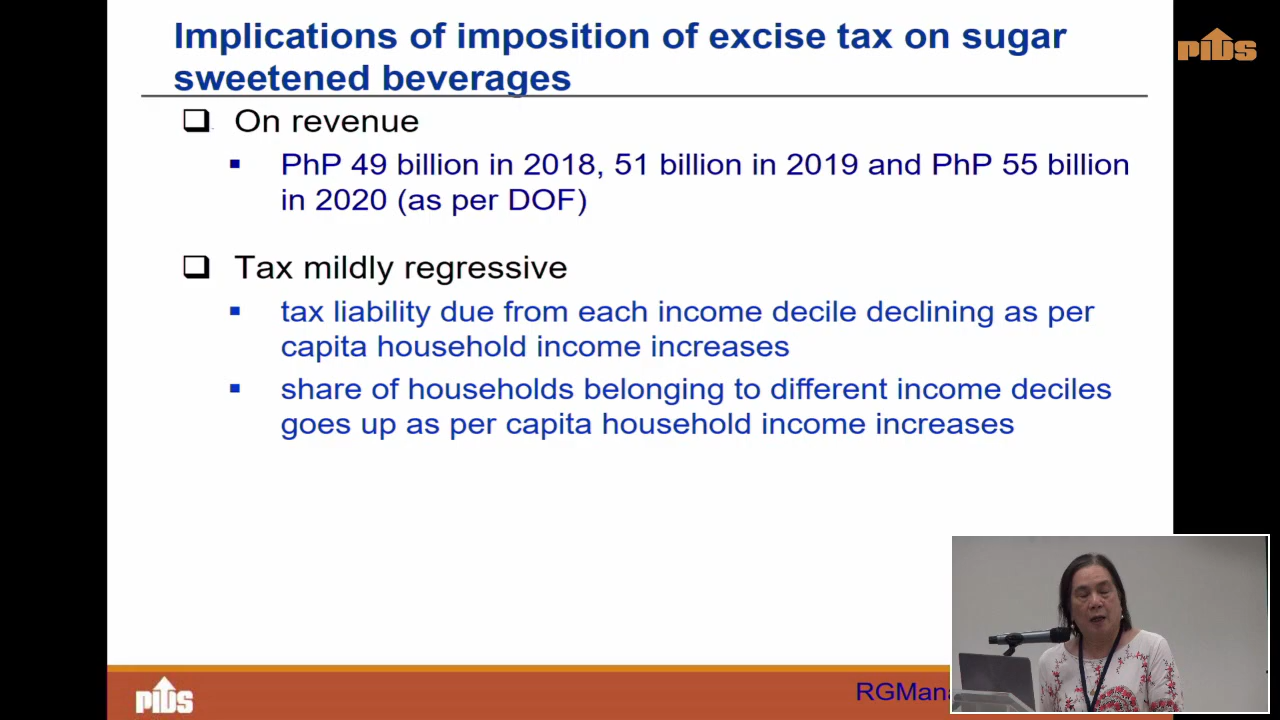 Implications of imposition of excise tax on sugar
sweetened beverages
pids
On revenue
PhP 49 billion in 2018, 51 billion in 2019 and PhP 55 billion
in 2020 (as per DOF)
Tax mildly regressive
tax liability due from each income decile declining as per
capita household income increases
share of households belonging to different income deciles
goes up as per capita household income increases
pids